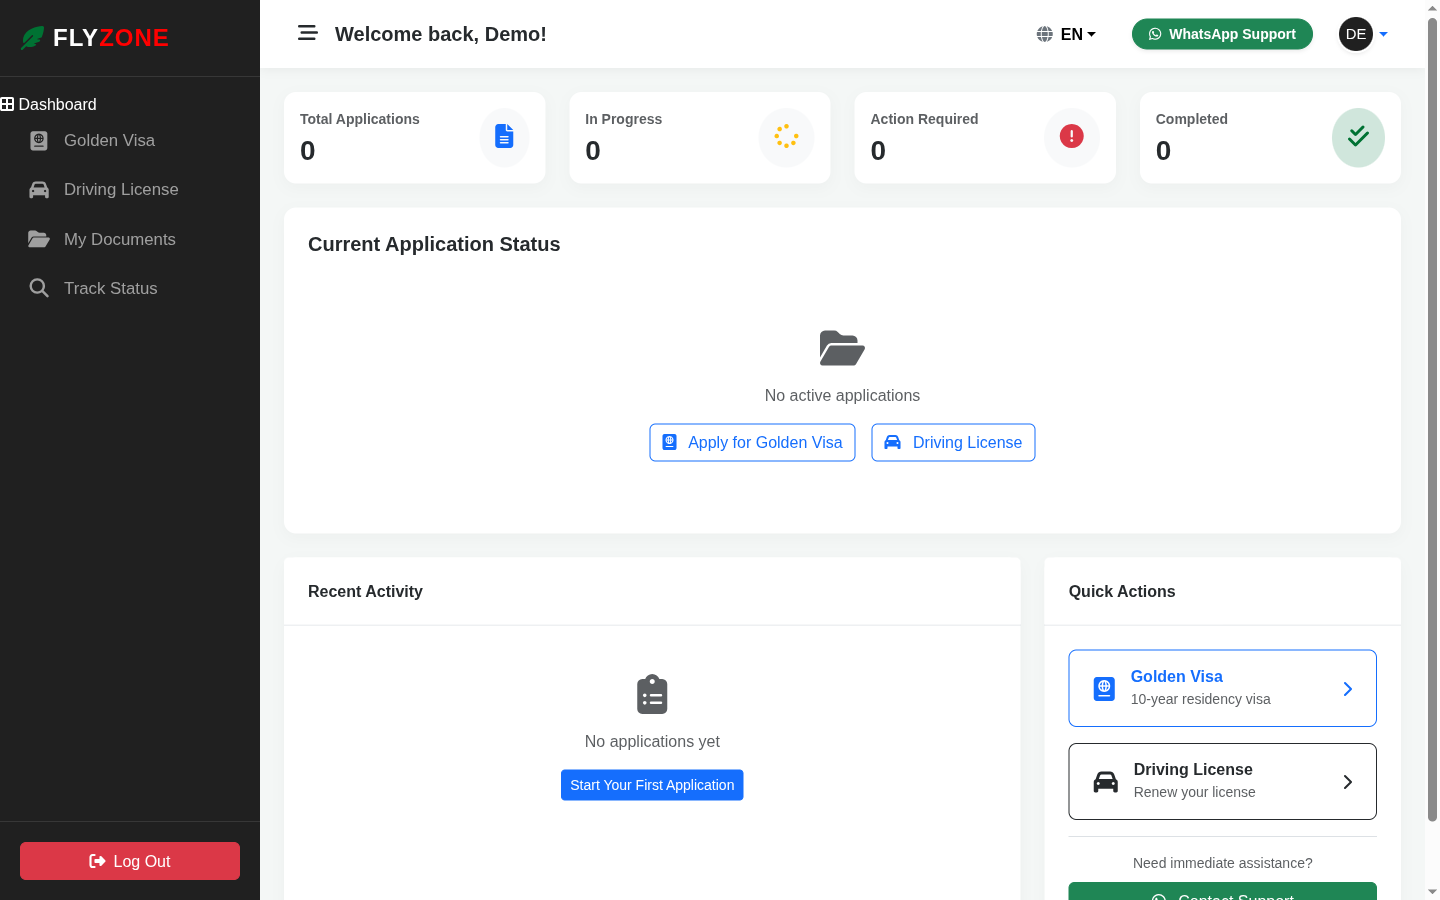 FLYZONE
Welcome back, Demo!
EN
WhatsApp Support
DE
Dashboard
Golden Visa
Driving License
My Documents
Track Status
Log Out
Total Applications
0
In Progress
0
Action Required
0
Completed
0
Current Application Status
No active applications
Apply for Golden Visa
Driving License
Recent Activity
No applications yet
Start Your First Application
Quick Actions
Golden Visa
10-year residency visa
Driving License
Renew your license
Need immediate assistance?
Contact Support